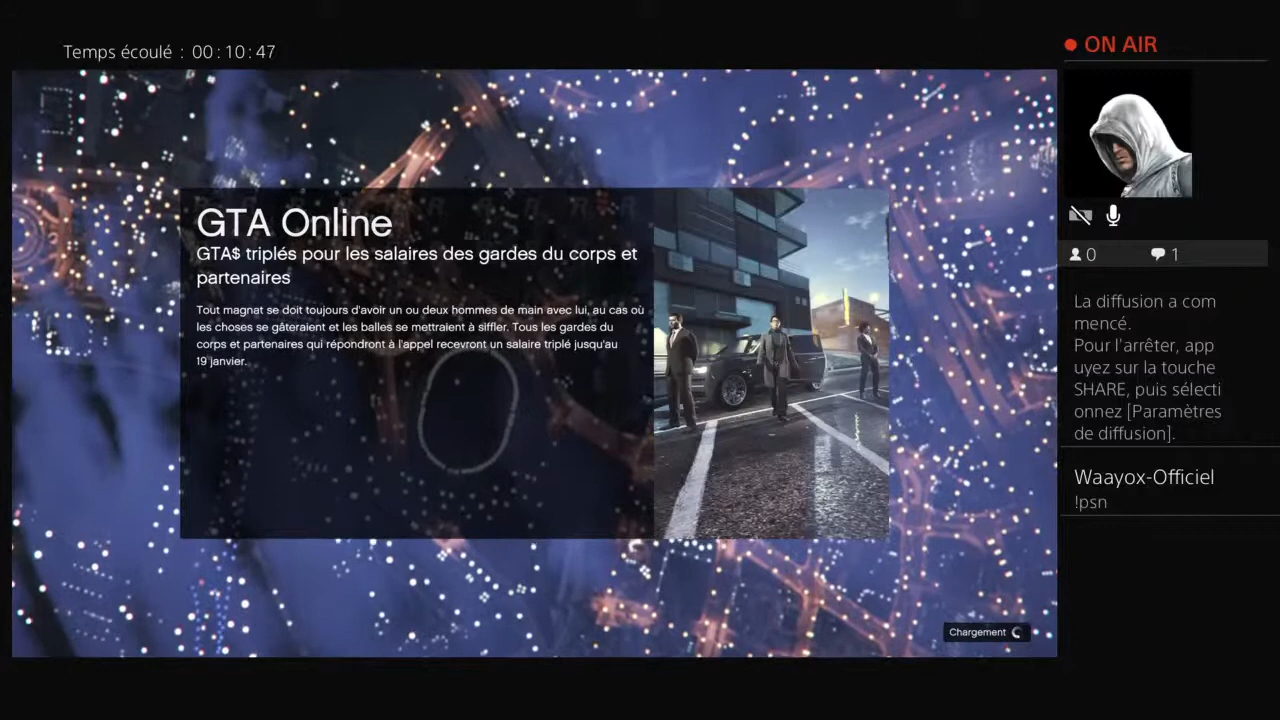 Temps écoulé : 00:10:47
ON AIR
GTA Online
GTA$ triplés pour les salaires des gardes du corps et
partenaires
Tout magnat se doit toujours d'avoir un ou deux hommes de main avec lui, au cas où
les choses se gâteraient et les balles se mettraient à siffler. Tous les gardes du
corps et partenaires qui répondront à l'appel recevront un salaire triplé jusqu'au
19 janvier.
Chargement
0
1
La diffusion a com
mencé.
Pour l'arrêter, app
uyez sur la touche
SHARE, puis sélecti
onnez [Paramètres
de diffusion].
Waayox-Officiel
!psn